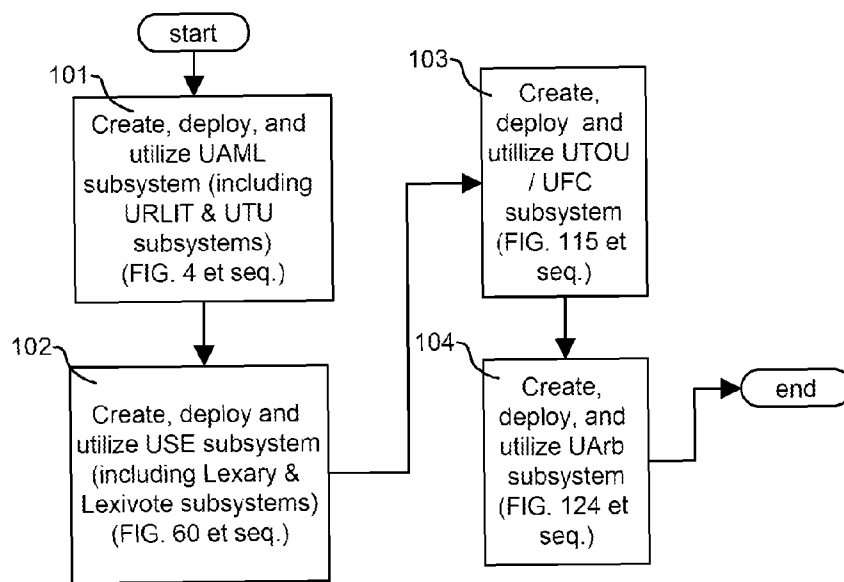 start
101
Create, deploy, and
utilize UAML
subsystem (including
URLIT & UTU
subsystems)
(FIG. 4 et seq.)
102
Create, deploy and
utilize USE subsystem
(including Lexary &
Lexivote subsystems)
(FIG. 60 et seq.)
103
Create,
deploy and
utillize UTOU
/ UFC
subsystem
(FIG. 115 et
seq.)
104
Create,
deploy, and
utilize UArb
subsystem
(FIG. 124 et
seq.)
end